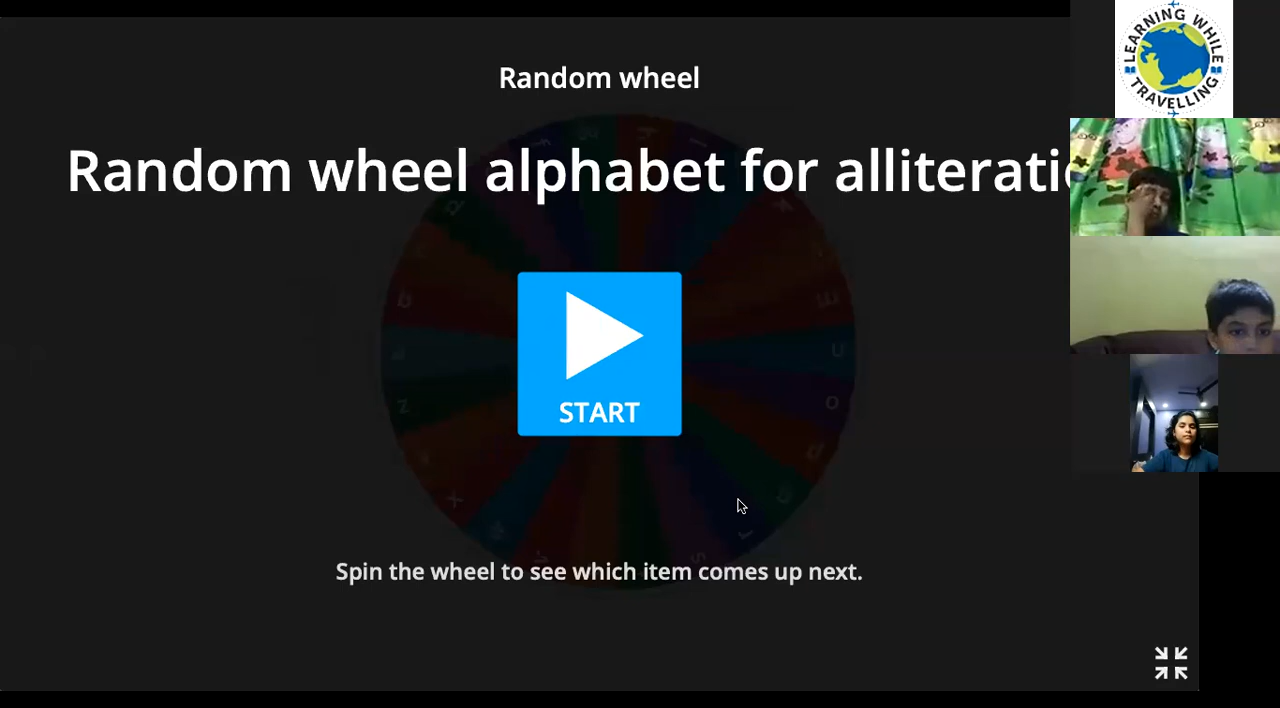 Random wheel
Random wheel alphabet for alliteratio
START
Spin the wheel to see which item comes up next.
LEARNING WHILE
TRAVELLING